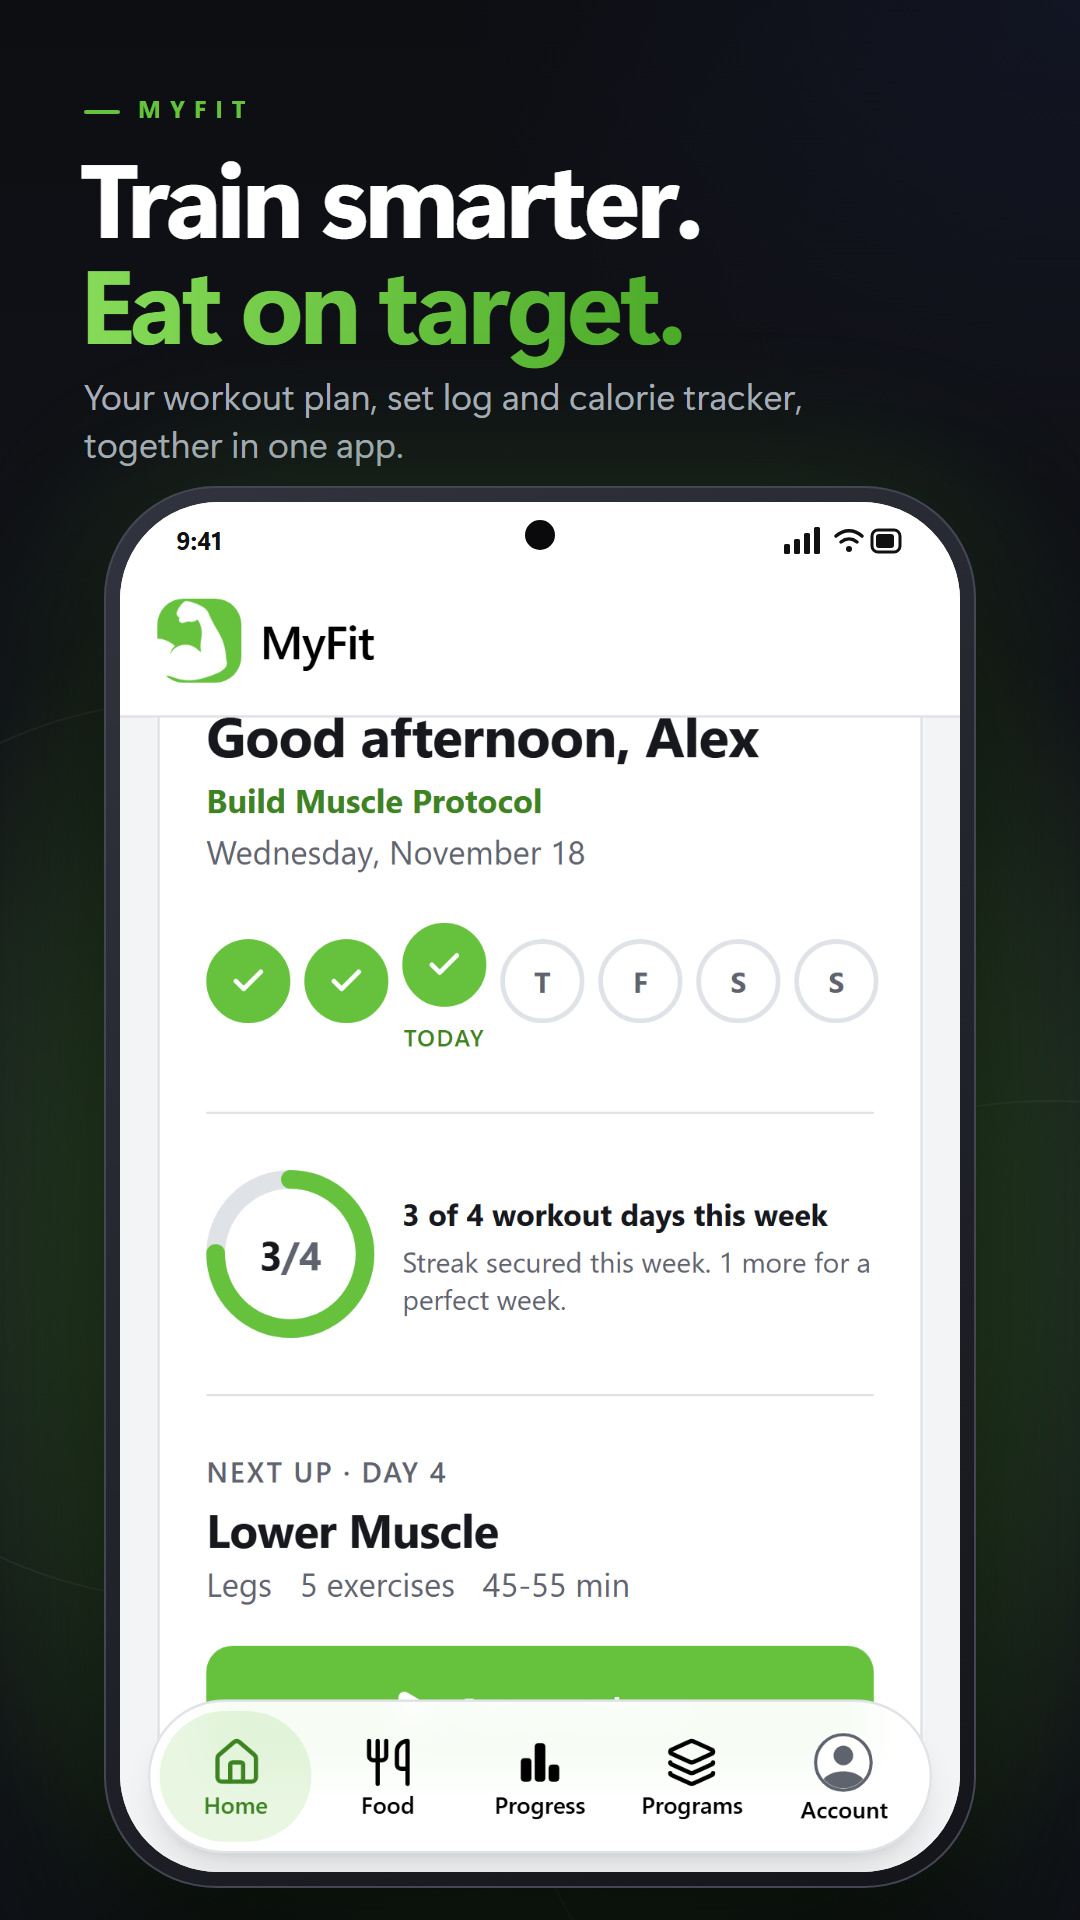 MYFIT
Train smarter.
Eat on target.
Your workout plan, set log and calorie tracker,
together in one app.
9:41
MyFit
Good afternoon, Alex
Build Muscle Protocol
Wednesday, November 18
T F S S
TODAY
3/4
3 of 4 workout days this week
Streak secured this week. 1 more for a
perfect week.
NEXT UP · DAY 4
Lower Muscle
Legs 5 exercises 45-55 min
Home Food Progress Programs Account